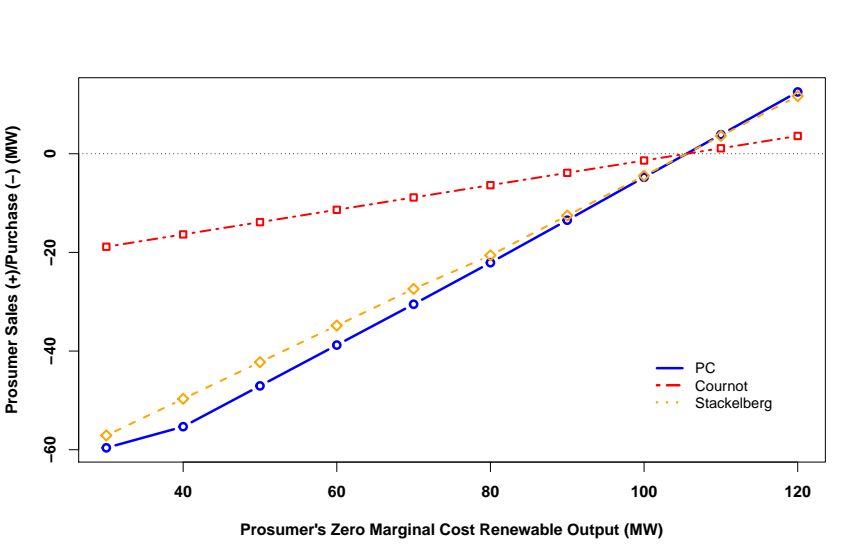 Prosumer Sales (+)/Purchase (−) (MW)
0
−20
−40
−60
PC
Cournot
Stackelberg
40
60
80
100
120
Prosumer's Zero Marginal Cost Renewable Output (MW)